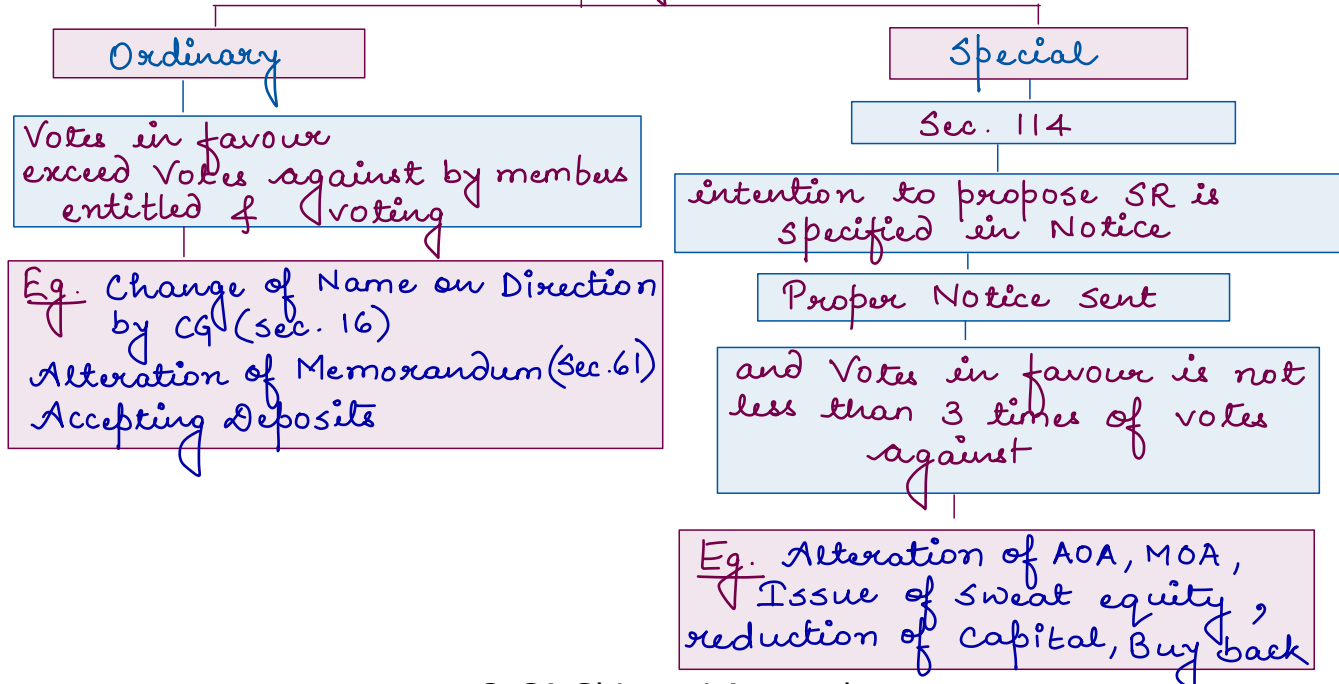 Ordinary
Votes in favour
exceed Votes against by members
entitled & voting
Eg. Change of Name on Direction
by CG (sec. 16)
Alteration of Memorandum (Sec.61)
Accepting Deposits
Special
Sec. 114
intention to propose SR is
specified in Notice
Proper Notice sent
and Votes in favour is not
less than 3 times of votes
against
Eg. Alteration of AOA, MOA,
Issue of sweat equity,
reduction of capital, Buy back